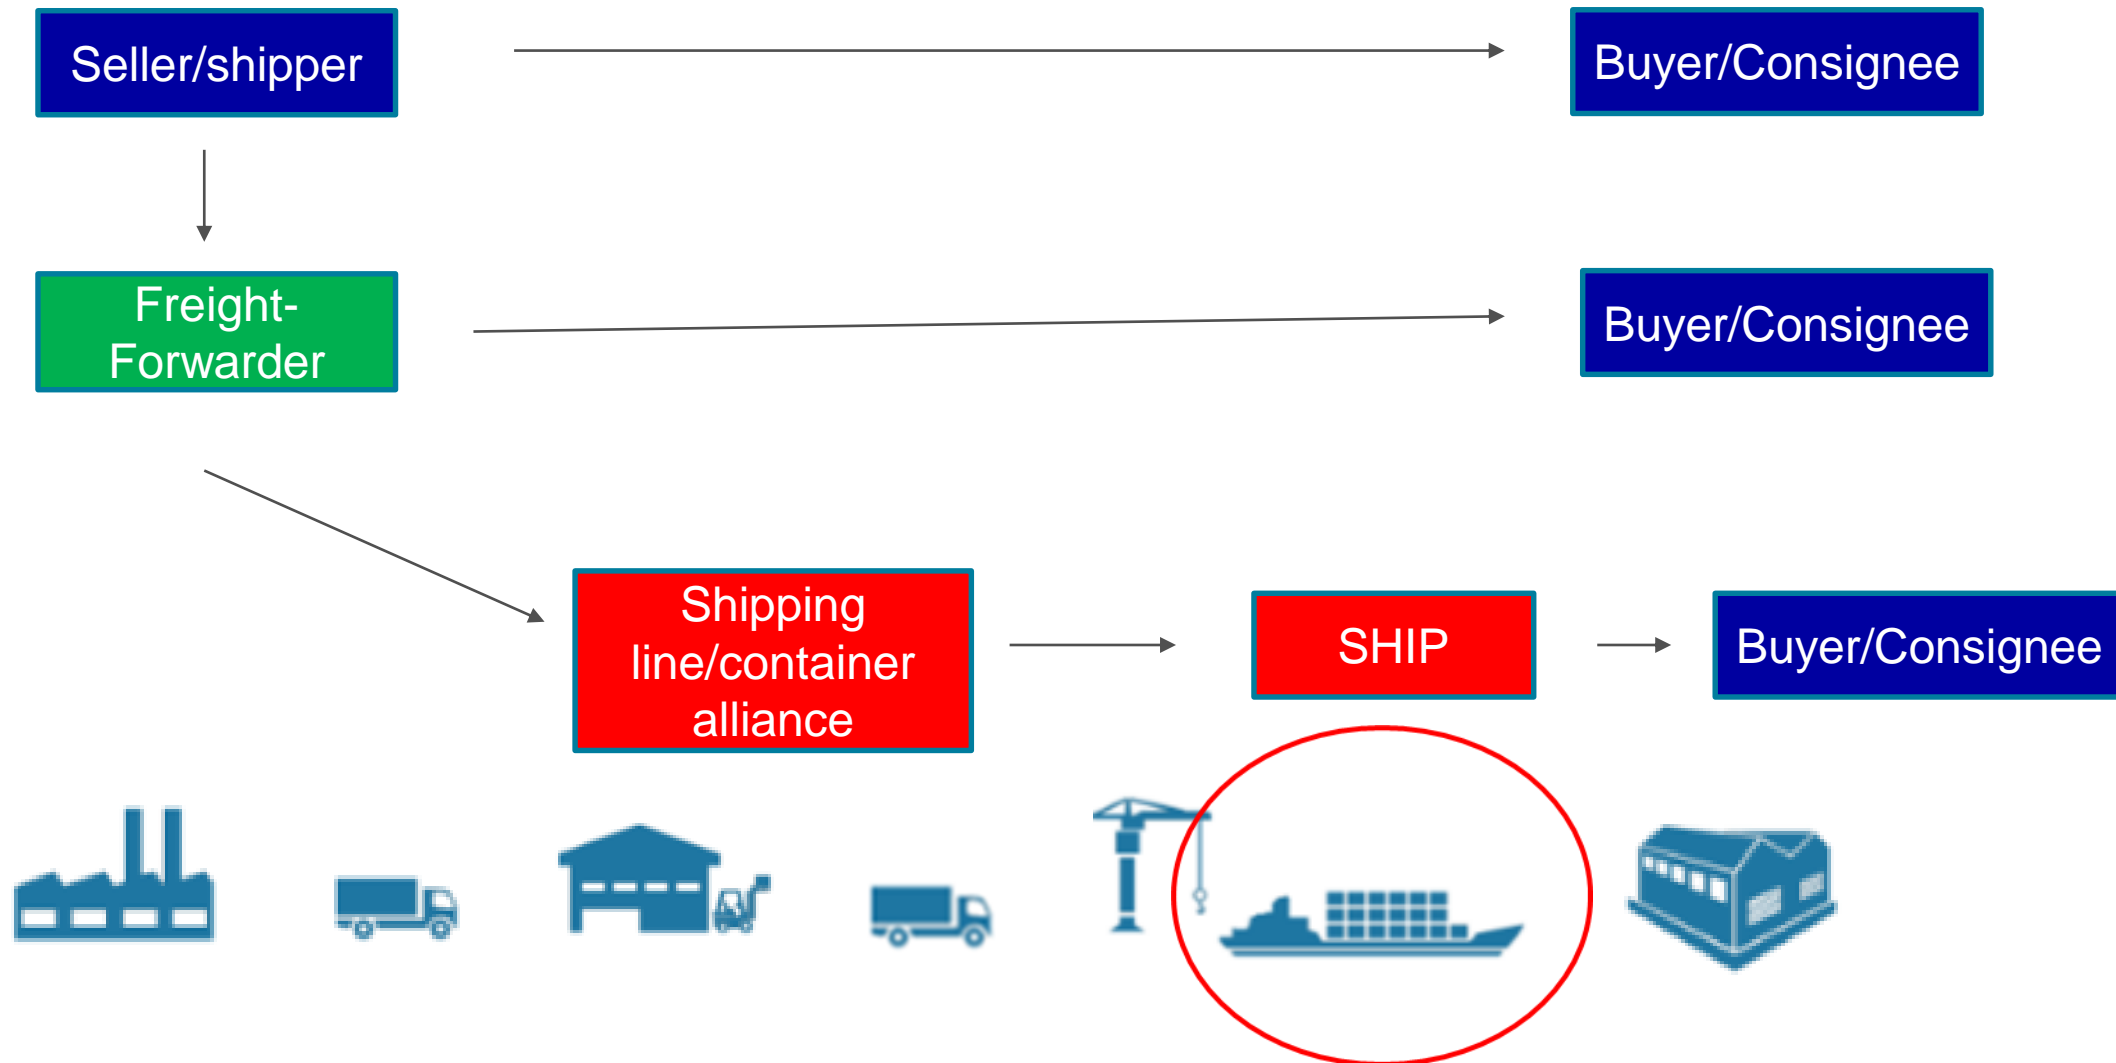 Seller/shipper
Buyer/Consignee
Freight-
Forwarder
Buyer/Consignee
Shipping
line/container
alliance
SHIP
Buyer/Consignee